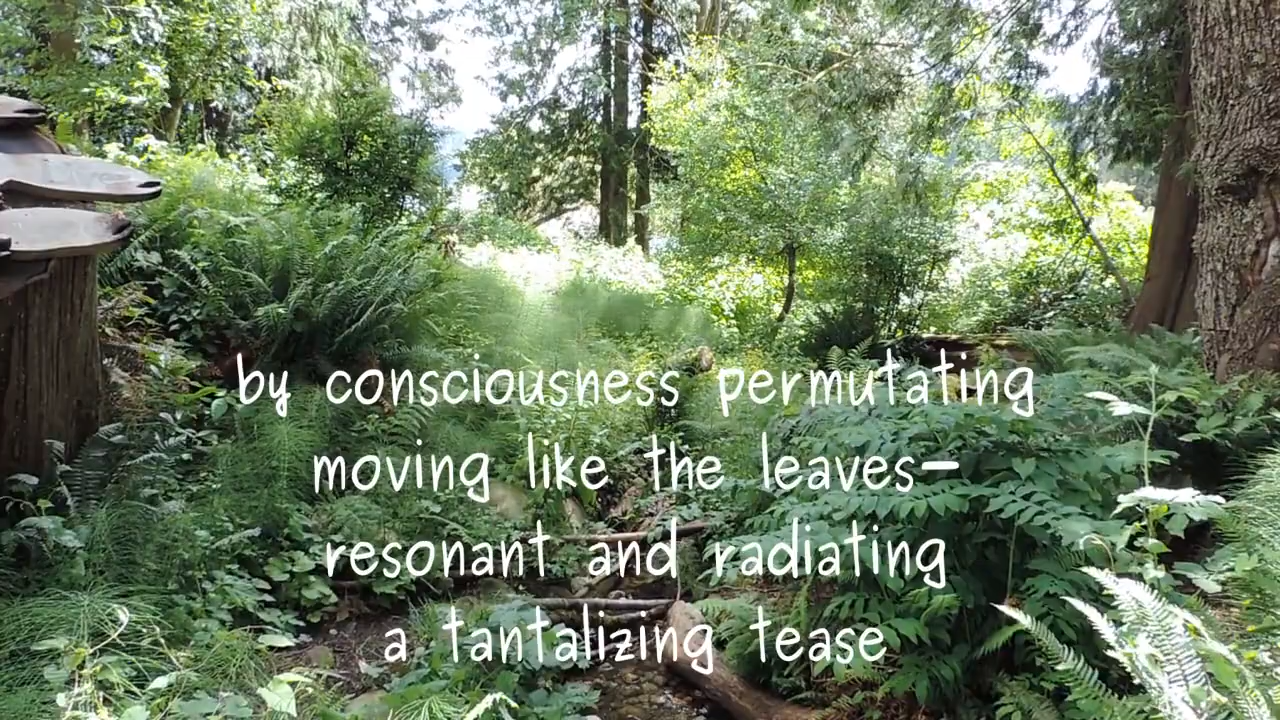 by consciousness permutating
moving like the leaves–
resonant and radiating
a tantalizing tease